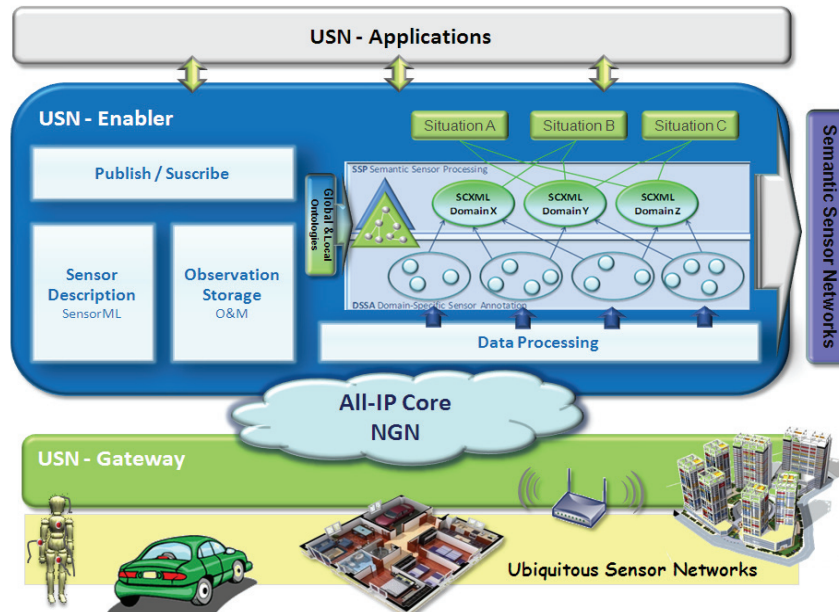 USN - Applications
USN - Enabler
Situation A
Situation B
Situation C
Publish / Suscribe
SSP Semantic Sensor Processing
Global & Local
Ontologies
SCXML
Domain X
SCXML
Domain Y
SCXML
Domain Z
Sensor
Description
SensorML
Observation
Storage
O&M
DSSA Domain-Specific Sensor Annotation
Data Processing
Semantic Sensor Networks
All-IP Core
NGN
USN - Gateway
Ubiquitous Sensor Networks